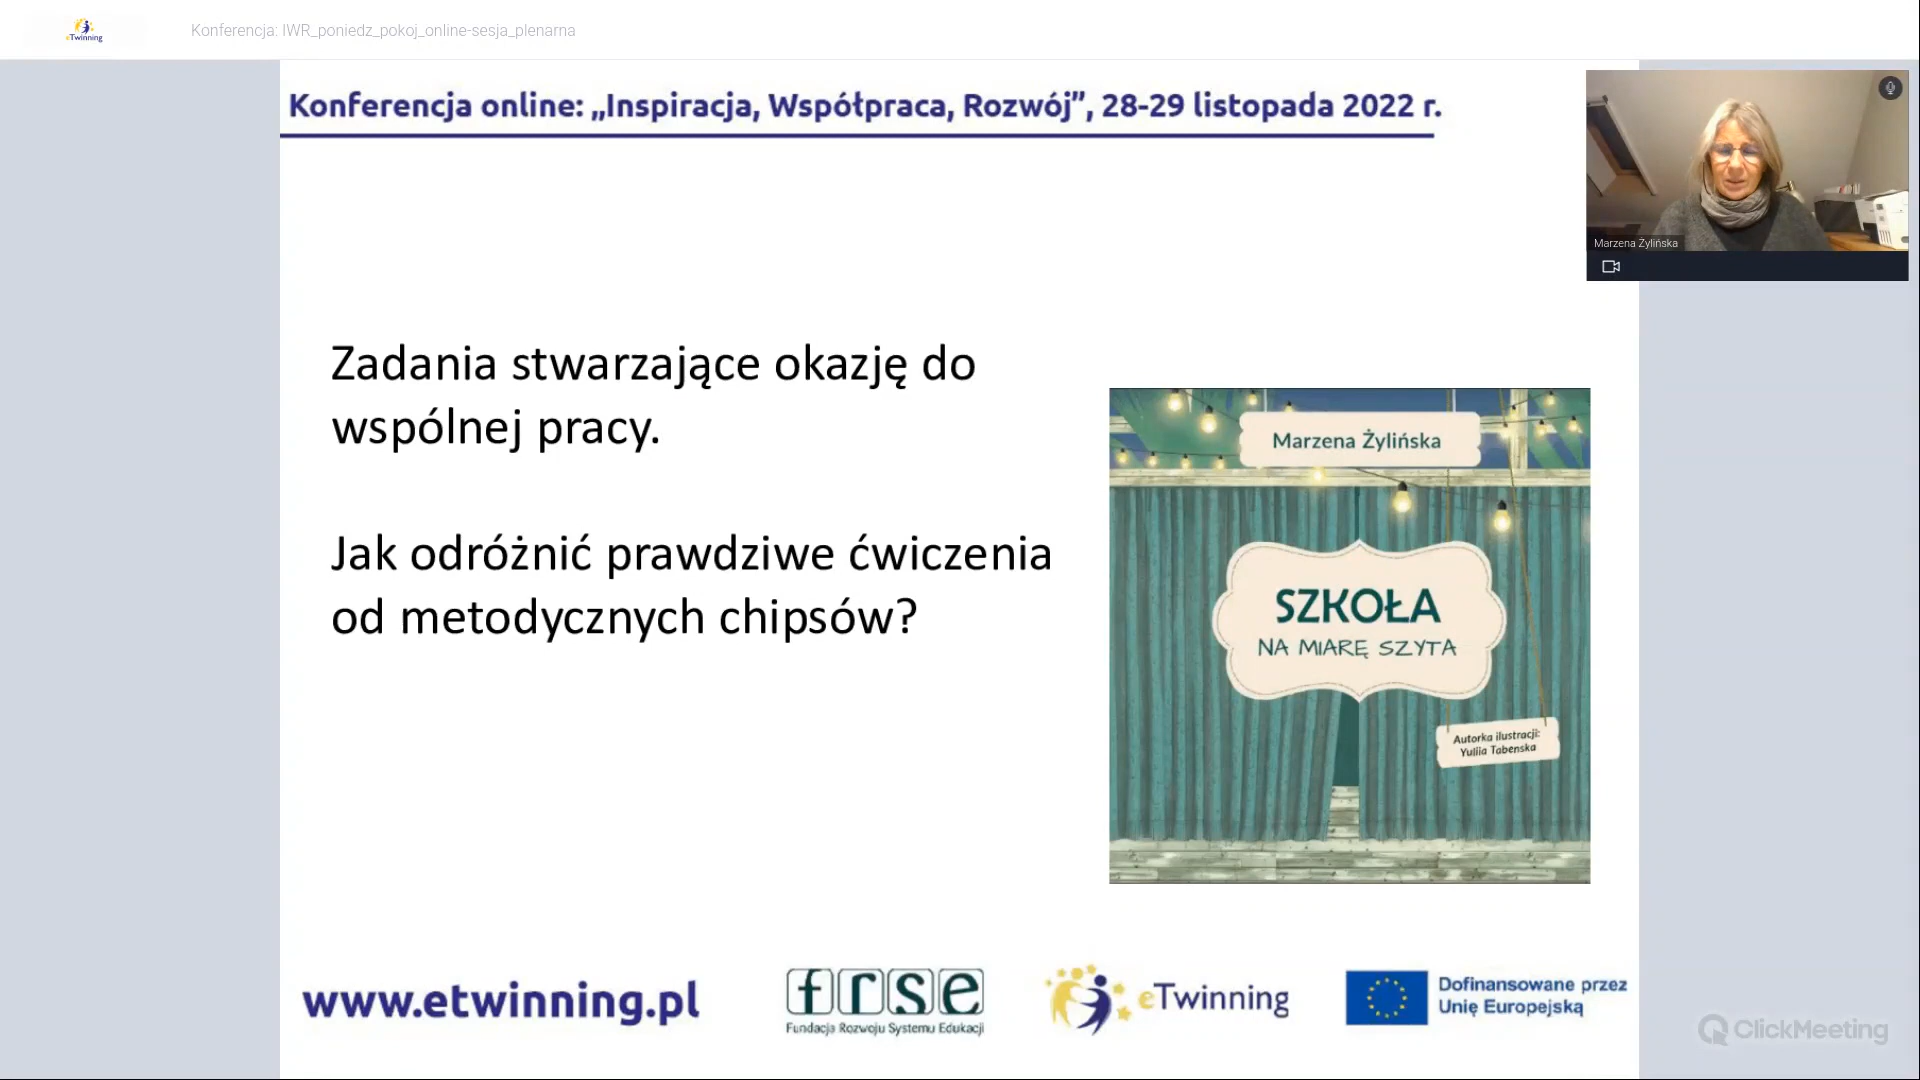 eTwinning
Konferencja: IWR_poniedz_pokoj_online-sesja_plenarna
Konferencja online: „Inspiracja, Współpraca, Rozwój”, 28-29 listopada 2022 r.
Marzena Żylińska
Zadania stwarzające okazję do
wspólnej pracy.
Jak odróżnić prawdziwe ćwiczenia
od metodycznych chipsów?
Marzena Żylińska
SZKOŁA
NA MIARĘ SZYTA
Autorka ilustracji:
Yuliia Tabenska
www.etwinning.pl
frse
Fundacja Rozwoju Systemu Edukacji
eTwinning
Dofinansowane przez
Unię Europejską
ClickMeeting